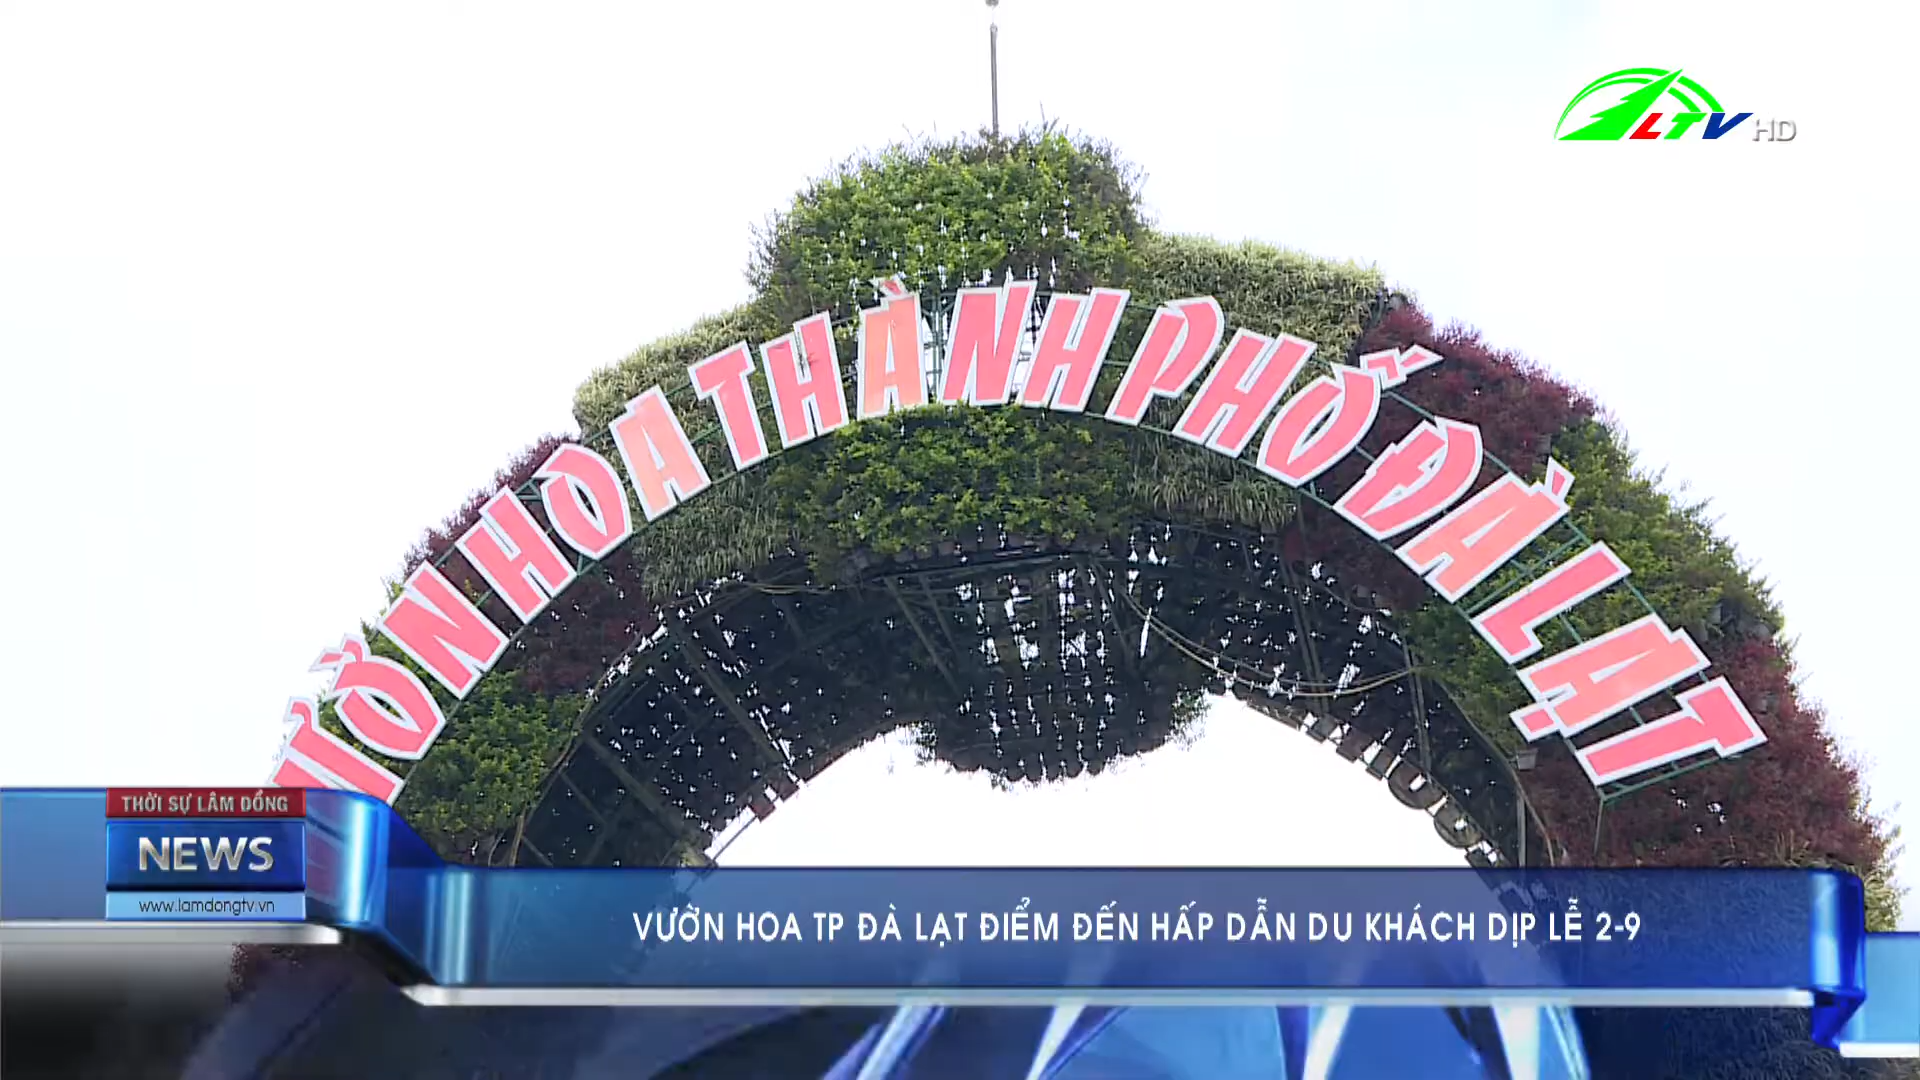 LTV HD
VƯỜN HOA THÀNH PHỐ ĐÀ LẠT
THỜI SỰ LÂM ĐỒNG
NEWS
www.lamdongtv.vn
VƯỜN HOA TP ĐÀ LẠT ĐIỂM ĐẾN HẤP DẪN DU KHÁCH DỊP LỄ 2-9